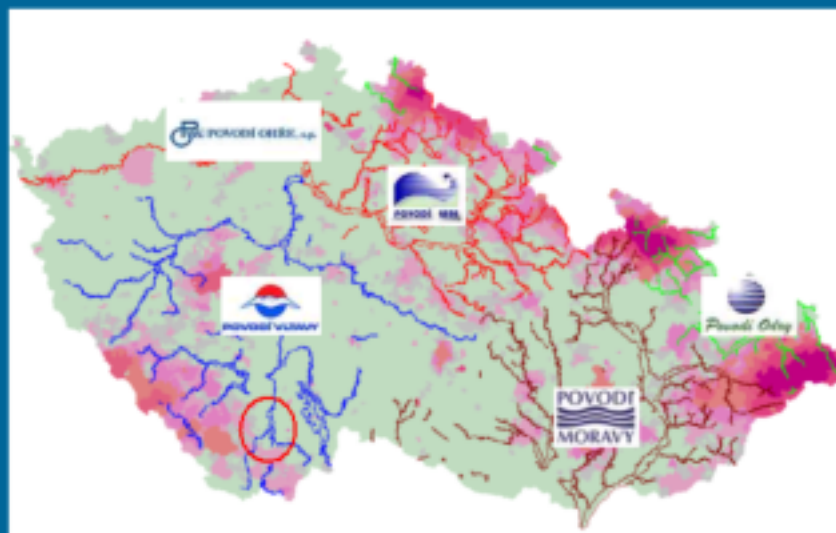 POVODÍ OHŘE, s.p.
POVODÍ LABE
POVODÍ VLTAVY
Povodí Odry
POVODÍ
MORAVY